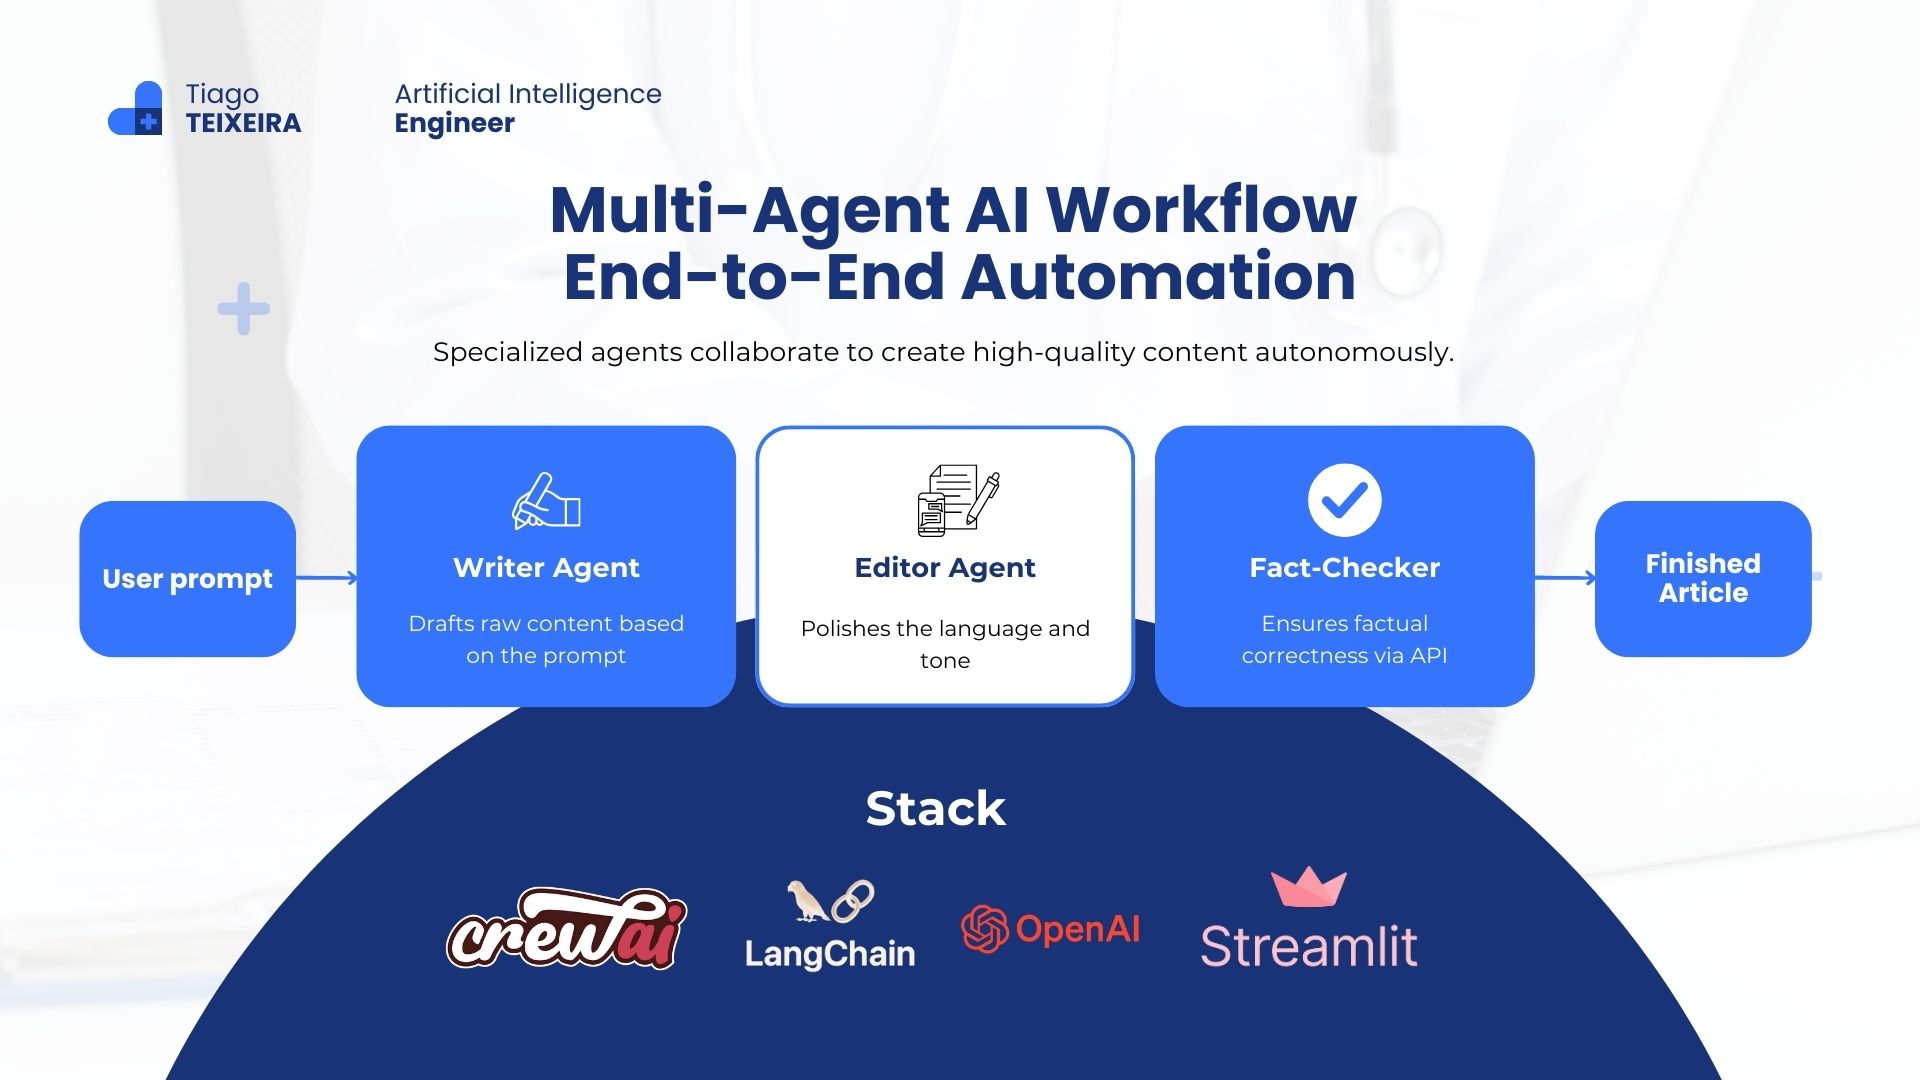 Tiago
TEIXEIRA
Artificial Intelligence
Engineer
Multi-Agent AI Workflow
End-to-End Automation
Specialized agents collaborate to create high-quality content autonomously.
User prompt
Writer Agent
Drafts raw content based
on the prompt
Editor Agent
Polishes the language and
tone
Fact-Checker
Ensures factual
correctness via API
Finished
Article
Stack
crewai
LangChain
OpenAI
Streamlit